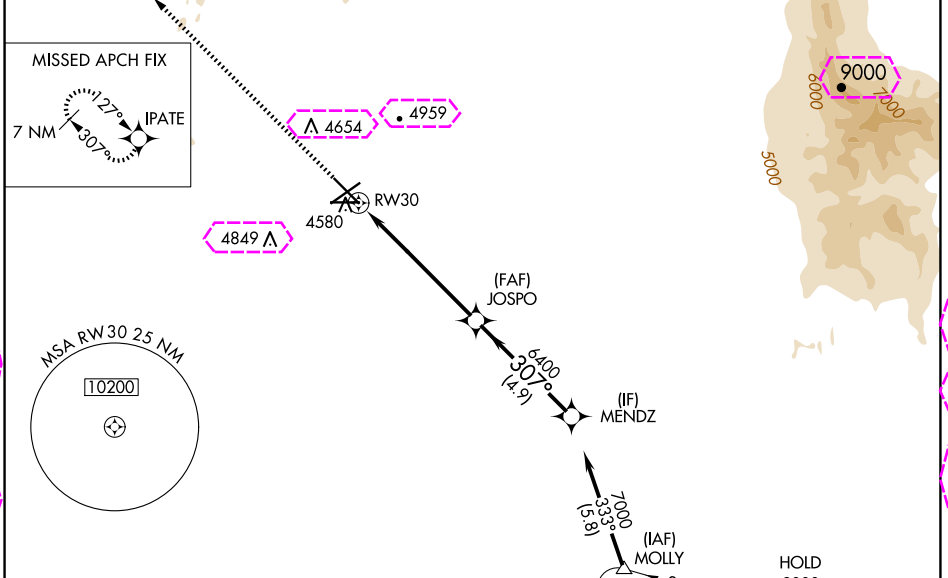 MISSED APCH FIX
127°
IPATE
7 NM
307°
4654
4959
9000
6000
7000
5000
RW30
4580
4849
(FAF)
JOSPO
MSA RW30 25 NM
10200
6400
307°
(4.9)
(IF)
MENDZ
7000
333°
(5.8)
(IAF)
MOLLY
HOLD